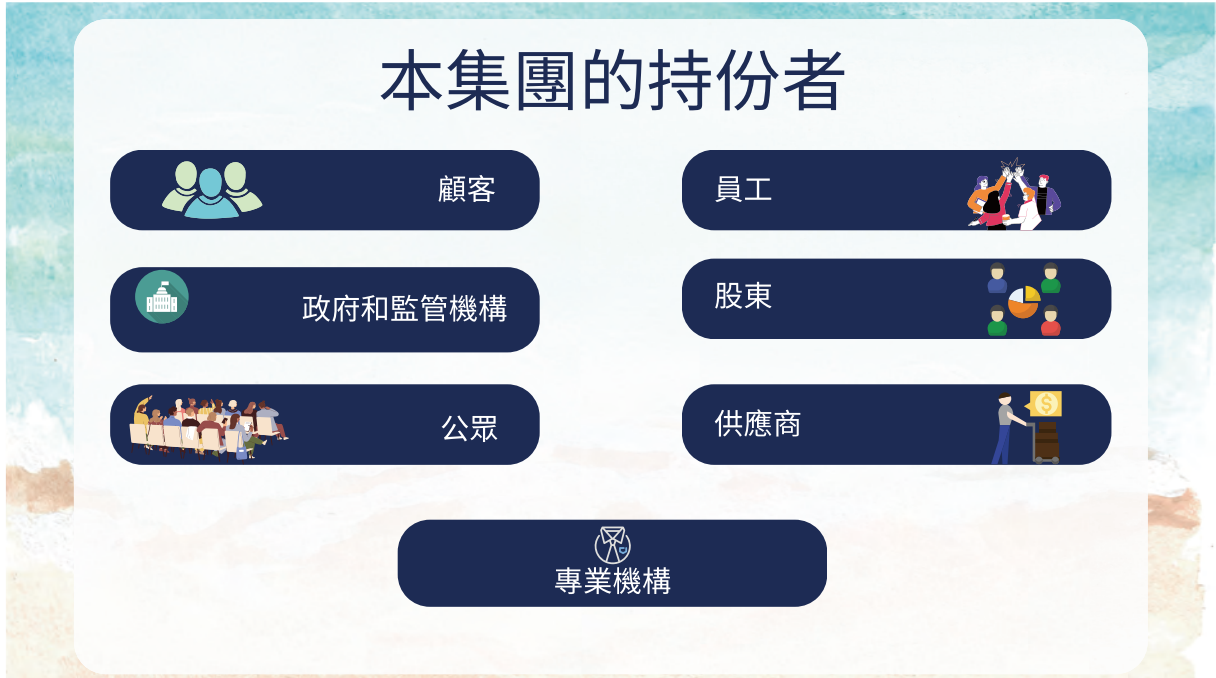 本集團的持份者
顧客
員工
政府和監管機構
股東
公眾
供應商
專業機構